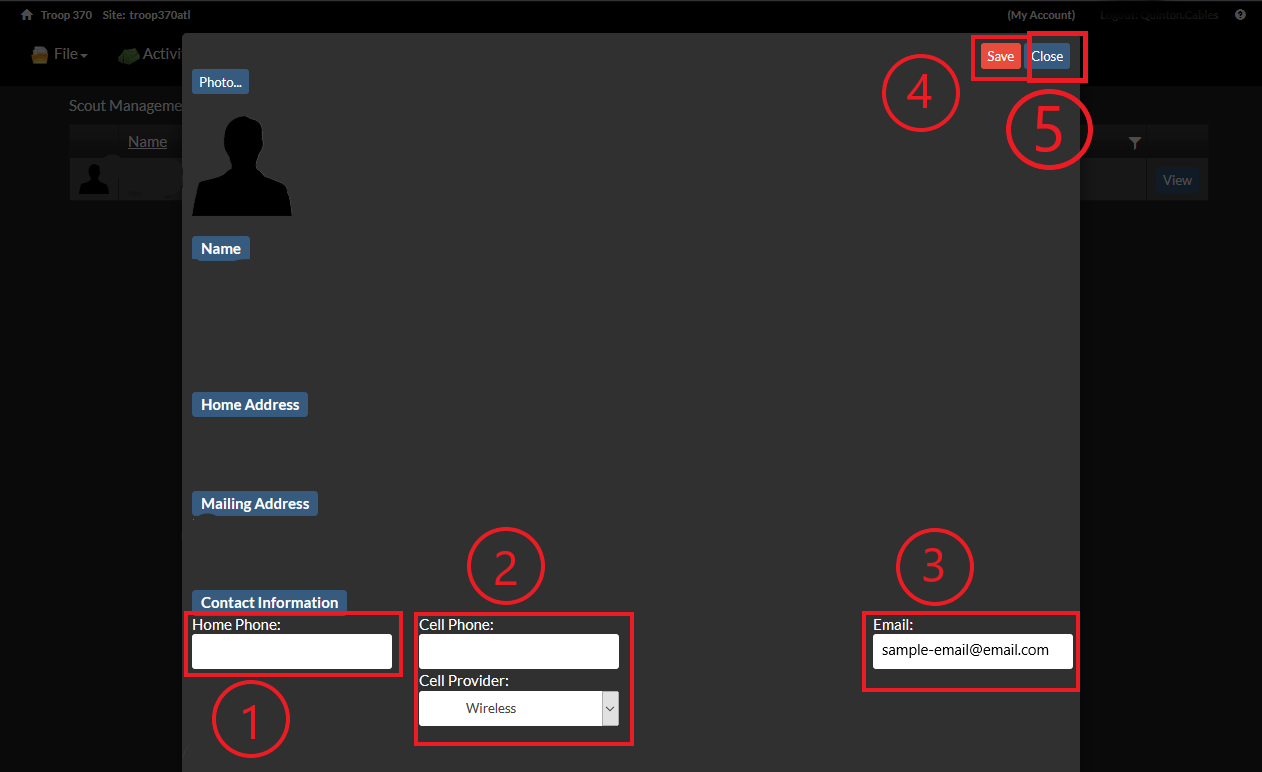 Troop 370 Site: troop370atl (My Account) Logout: Quinton.Cables
File Activi
Save Close
Photo...
4
5
Scout Manageme
Name
View
Name
Home Address
Mailing Address
2
3
Contact Information
Home Phone: Cell Phone: Email:
sample-email@email.com
Cell Provider:
Wireless
1